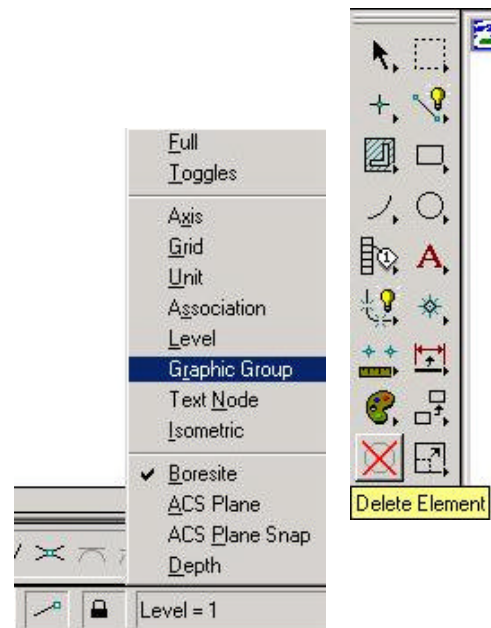 Full
Toggles
Axis
Grid
Unit
Association
Level
Graphic Group
Text Node
Isometric
Boresite
ACS Plane
ACS Plane Snap
Depth
Level = 1
1
A
Delete Element